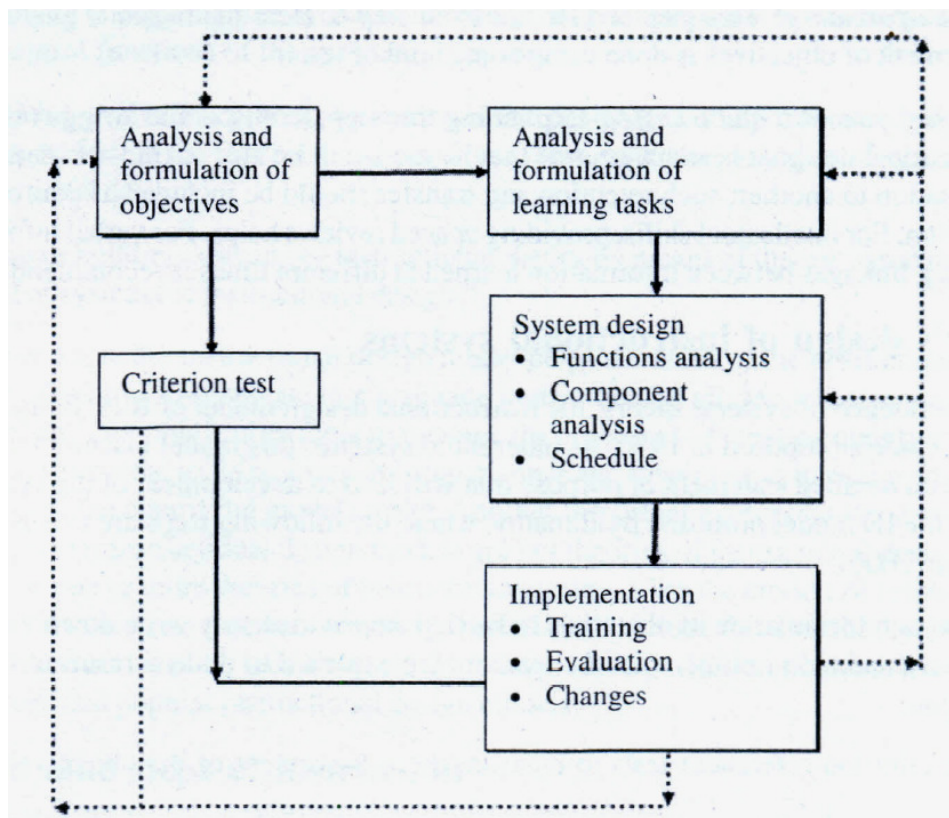 Analysis and
formulation of
objectives
Analysis and
formulation of
learning tasks
System design
• Functions analysis
• Component
analysis
• Schedule
Criterion test
Implementation
• Training
• Evaluation
• Changes